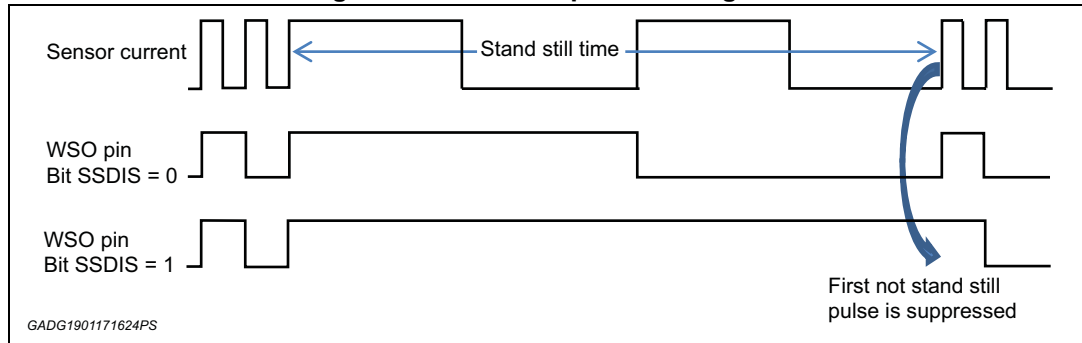 Sensor current
Stand still time
WSO pin
Bit SSDIS = 0
WSO pin
Bit SSDIS = 1
First not stand still
pulse is suppressed
GADG1901171624PS